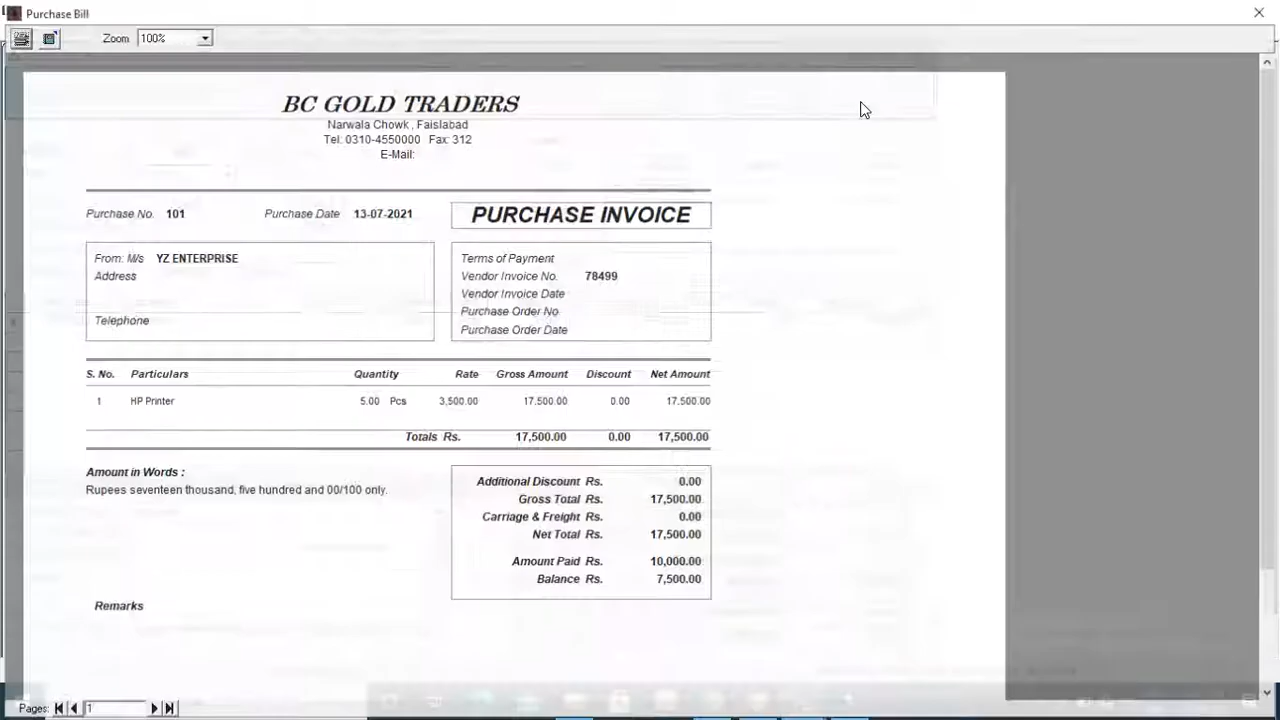 Purchase Bill
Zoom 100%
BC GOLD TRADERS
Narwala Chowk , Faislabad
Tel: 0310-4550000 Fax: 312
E-Mail:
Purchase No. 101 Purchase Date 13-07-2021 PURCHASE INVOICE
From: M/s YZ ENTERPRISE
Address
Telephone
Terms of Payment
Vendor Invoice No. 78499
Vendor Invoice Date
Purchase Order No
Purchase Order Date
S. No. Particulars Quantity Rate Gross Amount Discount Net Amount
1 HP Printer 5.00 Pcs 3,500.00 17,500.00 0.00 17,500.00
Totals Rs. 17,500.00 0.00 17,500.00
Amount in Words :
Rupees seventeen thousand, five hundred and 00/100 only.
Additional Discount Rs. 0.00
Gross Total Rs. 17,500.00
Carriage & Freight Rs. 0.00
Net Total Rs. 17,500.00
Amount Paid Rs. 10,000.00
Balance Rs. 7,500.00
Remarks
Pages: 1